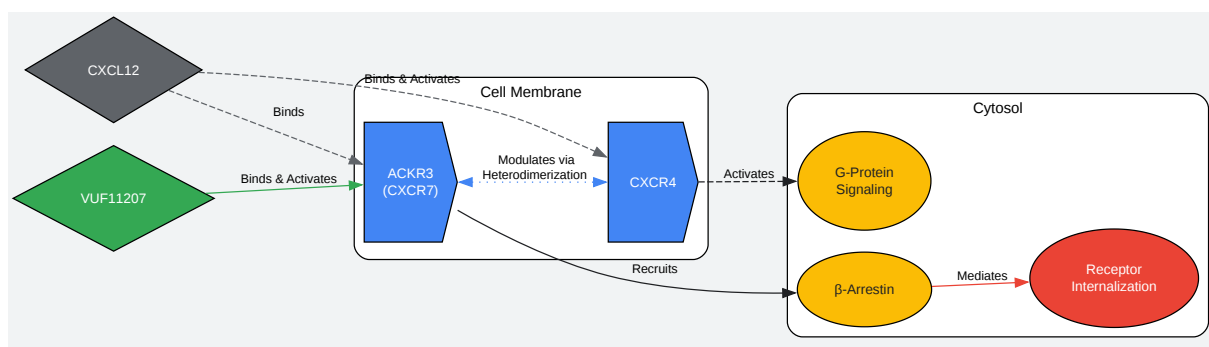 CXCL12
Binds & Activates
Cell Membrane
Cytosol
Binds
ACKR3
(CXCR7)
Modulates via
Heterodimerization
CXCR4
Activates
G-Protein
Signaling
VUF11207
Binds & Activates
Recruits
β-Arrestin
Mediates
Receptor
Internalization